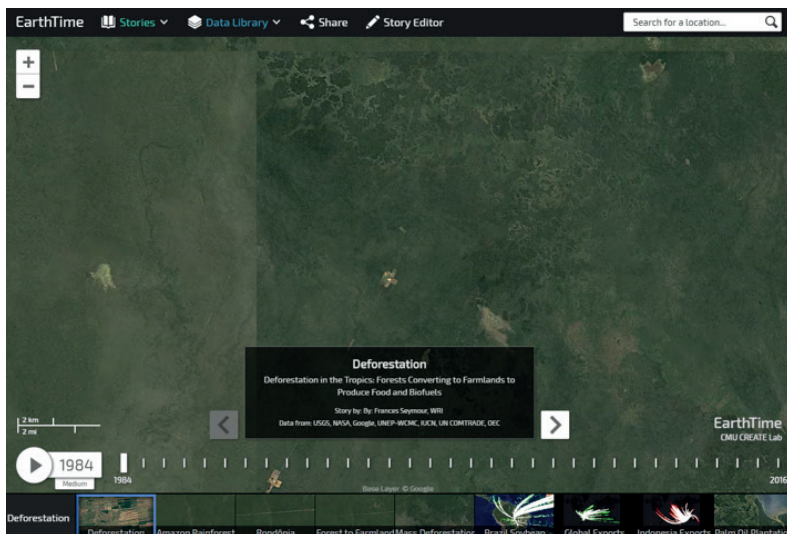 EarthTime Stories Data Library Share Story Editor Search for a location...
+
−
Deforestation
Deforestation in the Tropics: Forests Converting to Farmlands to
Produce Food and Biofuels
Story by: By: Frances Seymour, WRI
Data from: USGS, NASA, Google, UNEP-WCMC, IUCN, UN COMTRADE, OEC
2 km
2 mi
EarthTime
CMU CREATE Lab
1984
Medium
1984
2016
Base Layer © Google
Deforestation
Deforestation Amazon Rainforest Rondônia Forest to Farmland Mass Deforestation Brazil Soybean - Global Exports Indonesia Exports Palm Oil Plantatio